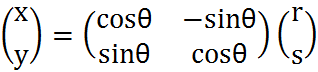 (x y) = (cosθ −sinθ sinθ cosθ)(r s)